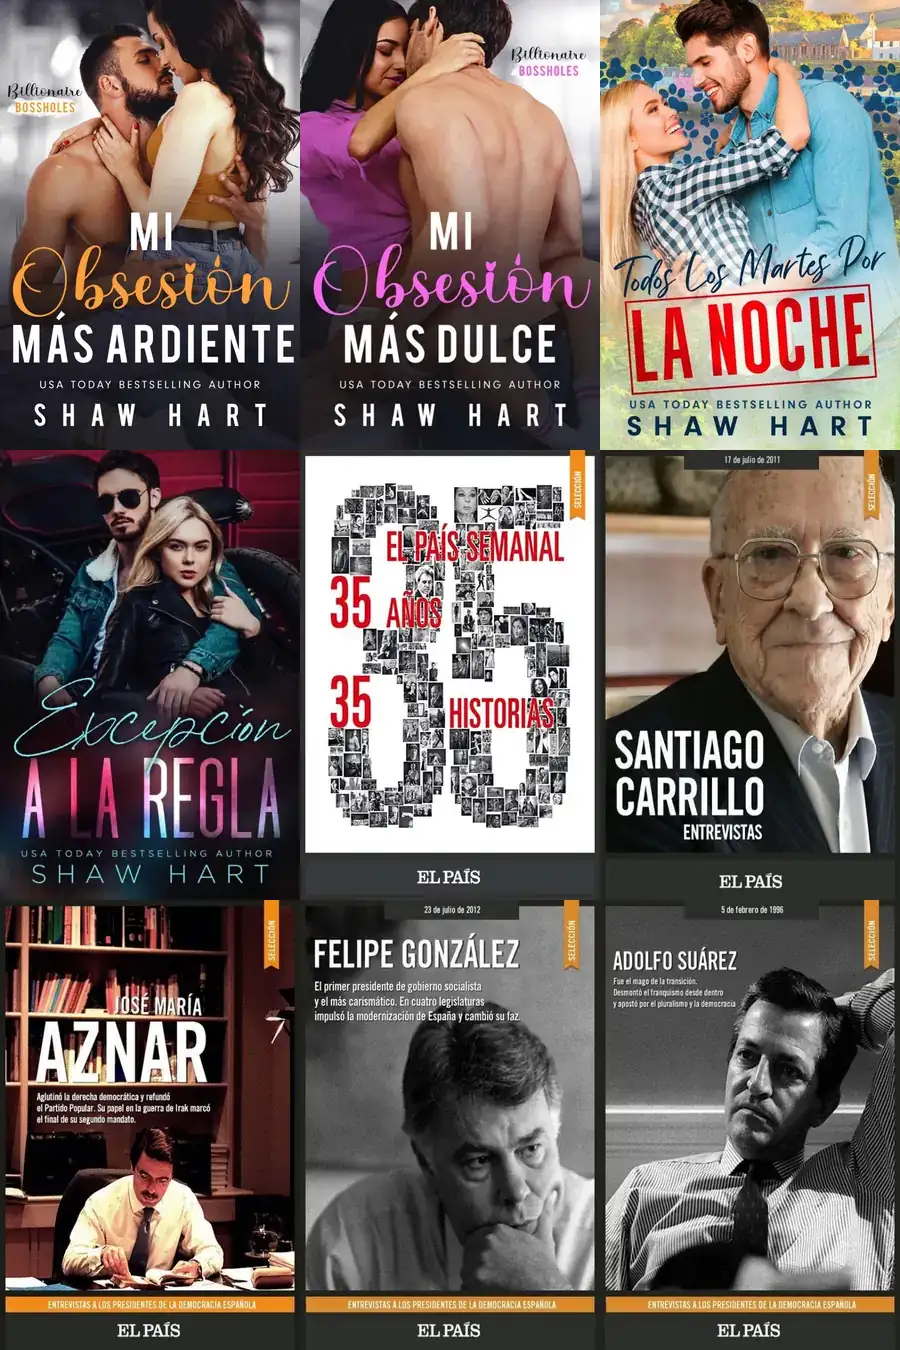 Billionaire
BOSSHOLES
MI
Obsesión
MÁS ARDIENTE
USA TODAY BESTSELLING AUTHOR
SHAW HART
Billionaire
BOSSHOLES
MI
Obsesión
MÁS DULCE
USA TODAY BESTSELLING AUTHOR
SHAW HART
Todos Los Martes Por
LA NOCHE
USA TODAY BESTSELLING AUTHOR
SHAW HART
Excepción
A LA REGLA
USA TODAY BESTSELLING AUTHOR
SHAW HART
SELECCIÓN
EL PAÍS SEMANAL
35 AÑOS
35 HISTORIAS
EL PAÍS
17 de julio de 2011
SELECCIÓN
SANTIAGO
CARRILLO
ENTREVISTAS
EL PAÍS
SELECCIÓN
JOSÉ MARÍA
AZNAR
Aglutinó la derecha democrática y refundó
el Partido Popular. Su papel en la guerra de Irak marcó
el final de su segundo mandato.
ENTREVISTAS A LOS PRESIDENTES DE LA DEMOCRACIA ESPAÑOLA
EL PAÍS
23 de julio de 2012
SELECCIÓN
FELIPE GONZÁLEZ
El primer presidente de gobierno socialista
y el más carismático. En cuatro legislaturas
impulsó la modernización de España y cambió su faz.
ENTREVISTAS A LOS PRESIDENTES DE LA DEMOCRACIA ESPAÑOLA
EL PAÍS
5 de febrero de 1996
SELECCIÓN
ADOLFO SUÁREZ
Fue el mago de la transición.
Desmontó el franquismo desde dentro
y apostó por el pluralismo y la democracia
ENTREVISTAS A LOS PRESIDENTES DE LA DEMOCRACIA ESPAÑOLA
EL PAÍS